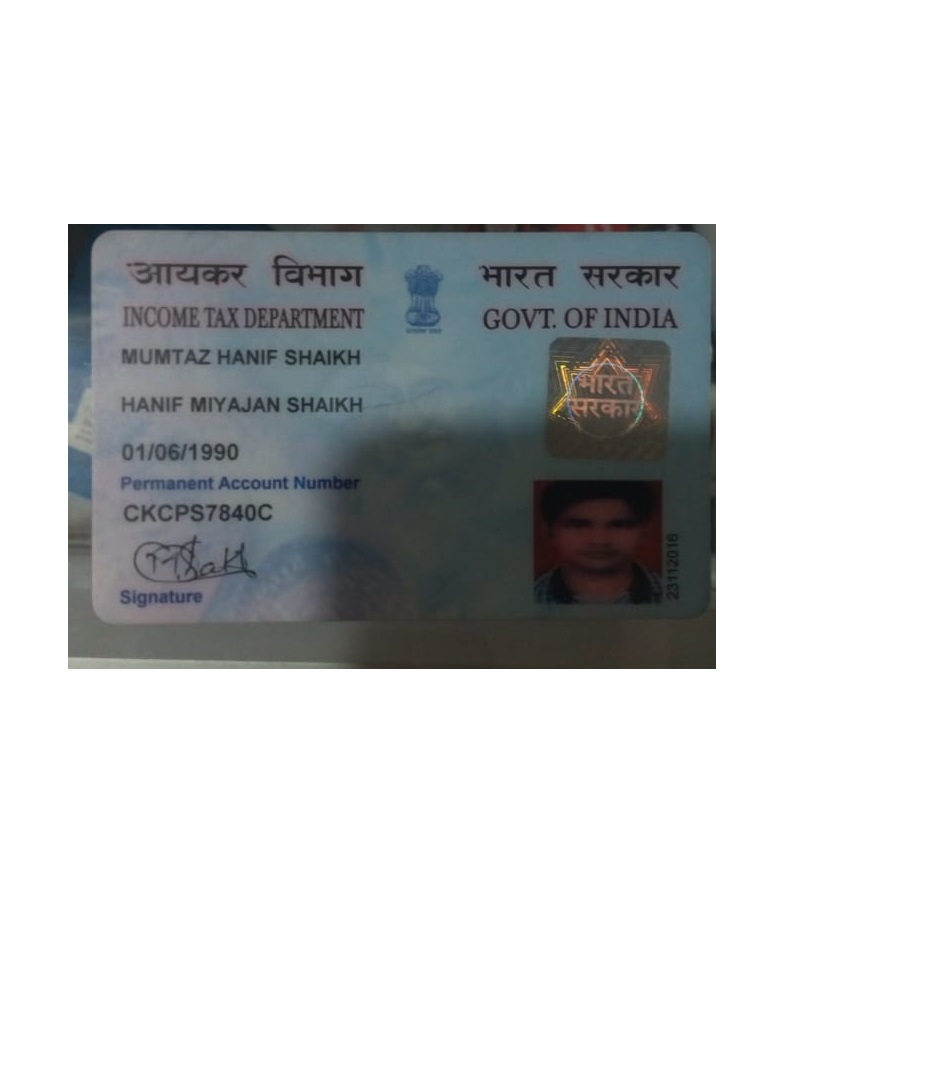 आयकर विभाग
भारत सरकार
INCOME TAX DEPARTMENT
GOVT. OF INDIA
MUMTAZ HANIF SHAIKH
HANIF MIYAJAN SHAIKH
01/06/1990
Permanent Account Number
CKCPS7840C
Signature
भारत
सरकार
23112016